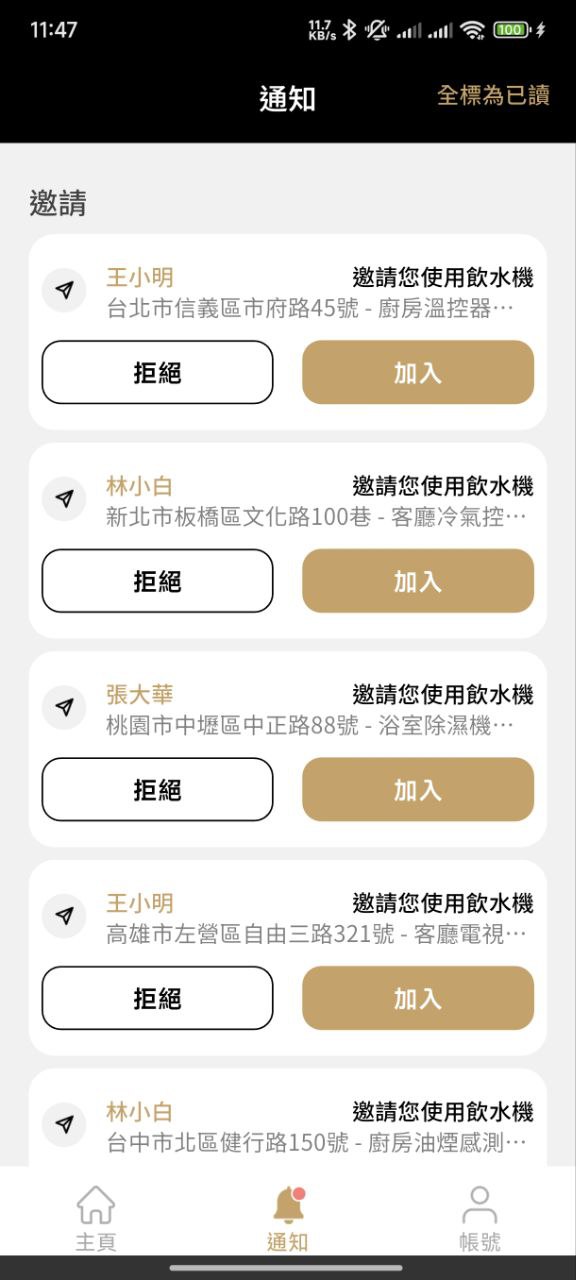 11:47
11.7 KB/s
100
通知
全標為已讀
邀請
王小明 邀請您使用飲水機
台北市信義區市府路45號 - 廚房溫控器…
拒絕 加入
林小白 邀請您使用飲水機
新北市板橋區文化路100巷 - 客廳冷氣控…
拒絕 加入
張大華 邀請您使用飲水機
桃園市中壢區中正路88號 - 浴室除濕機…
拒絕 加入
王小明 邀請您使用飲水機
高雄市左營區自由三路321號 - 客廳電視…
拒絕 加入
林小白 邀請您使用飲水機
台中市北區健行路150號 - 廚房油煙感測…
主頁 通知 帳號